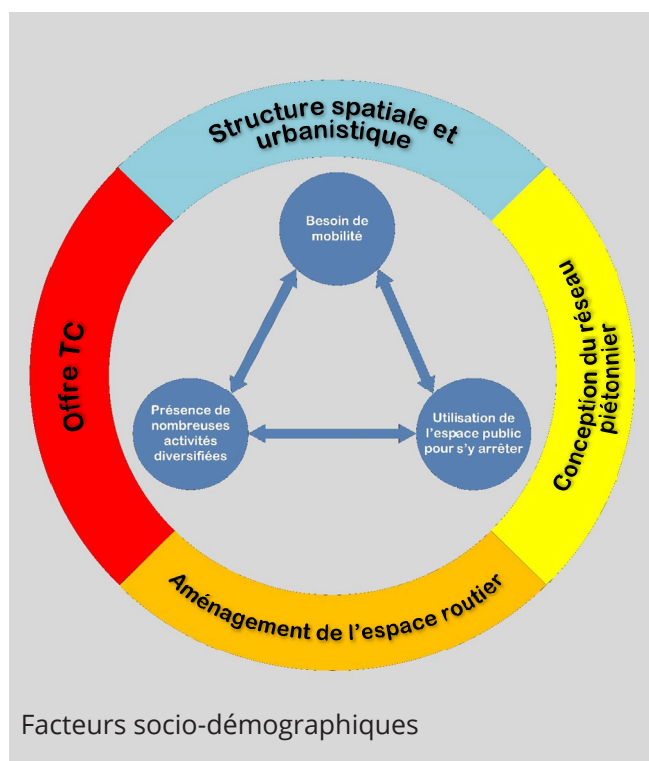 Structure spatiale et
urbanistique
Besoin de
mobilité
Offre TC
Conception du réseau
piétonnier
Présence de
nombreuses
activités
diversifiées
Utilisation de
l'espace public
pour s'y arrêter
Aménagement de l'espace routier
Facteurs socio-démographiques